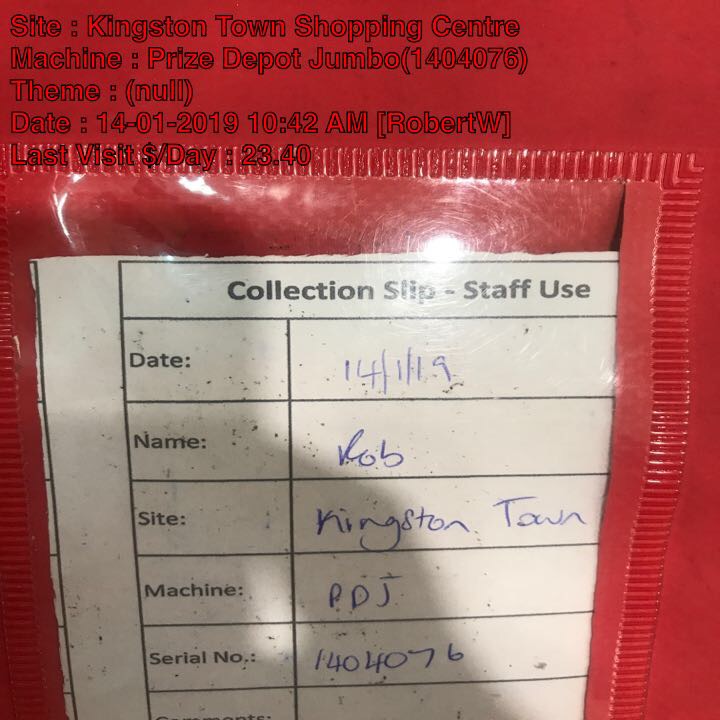 Site : Kingston Town Shopping Centre
Machine : Prize Depot Jumbo(1404076)
Theme : (null)
Date : 14-01-2019 10:42 AM [RobertW]
Last Visit $/Day : 23.40
Collection Slip - Staff Use
Date: 14/1/19
Name: Rob
Site: Kingston Town
Machine: PDJ
Serial No.: 1404076
Comments: